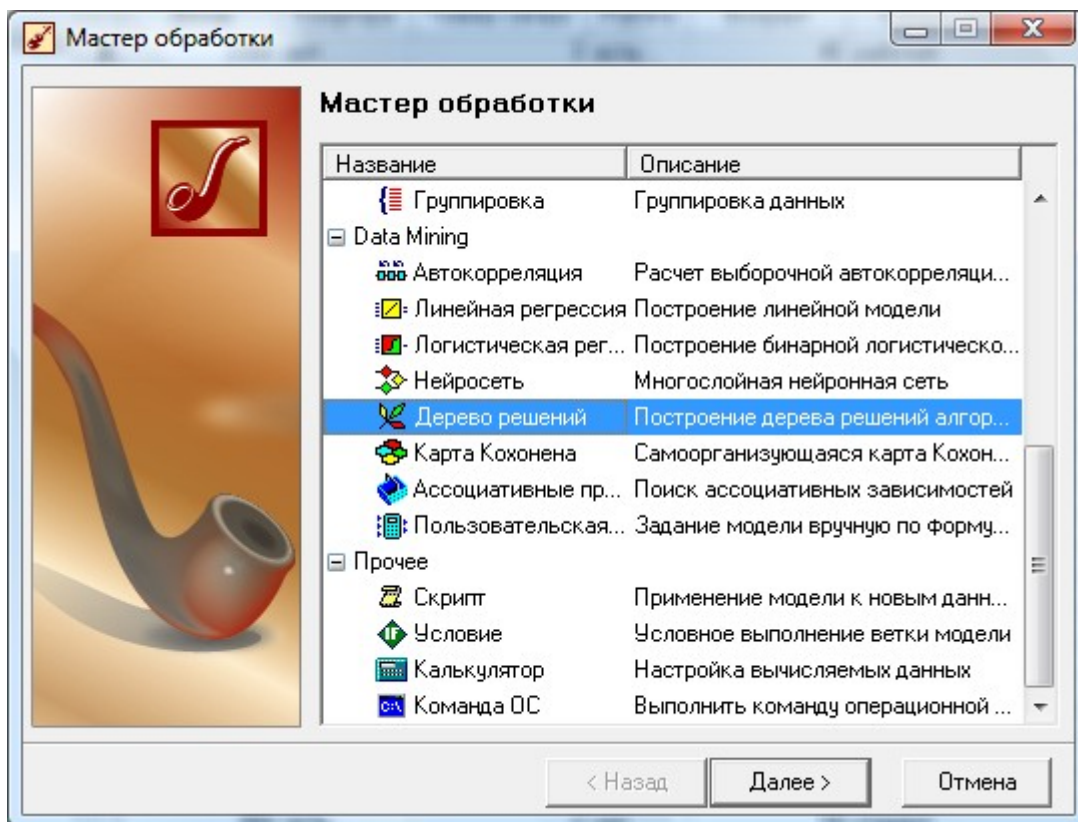 Мастер обработки
Мастер обработки
Название Описание
Группировка Группировка данных
Data Mining
Автокорреляция Расчет выборочной автокорреляци...
Линейная регрессия Построение линейной модели
Логистическая рег... Построение бинарной логистическо...
Нейросеть Многослойная нейронная сеть
Дерево решений Построение дерева решений алгор...
Карта Кохонена Самоорганизующаяся карта Кохон...
Ассоциативные пр... Поиск ассоциативных зависимостей
Пользовательская... Задание модели вручную по форму...
Прочее
Скрипт Применение модели к новым данн...
IF Условие Условное выполнение ветки модели
Калькулятор Настройка вычисляемых данных
C:\ Команда ОС Выполнить команду операционной ...
< Назад Далее > Отмена